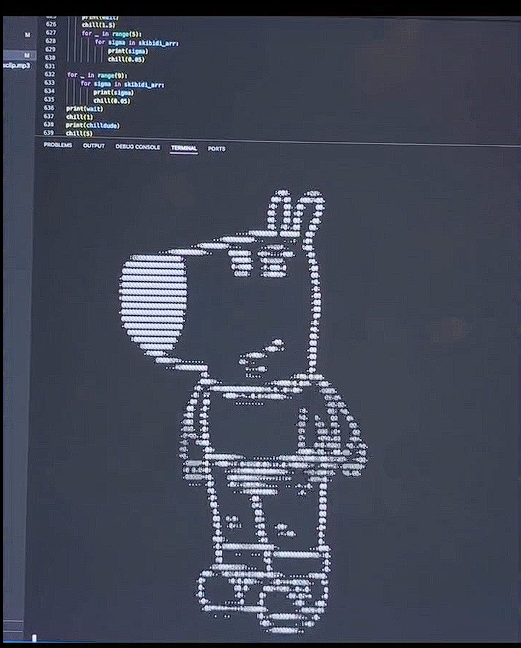 625 print(wait)
626 chill(1.5)
627 for _ in range(5):
628 for sigma in skibidi_arr:
629 print(sigma)
630 chill(0.05)
631
632 for _ in range(9):
633 for sigma in skibidi_arr:
634 print(sigma)
635 chill(0.05)
636 print(wait)
637 chill(1)
638 print(chilldude)
639 chill(5)
M
M
clip.mp3
PROBLEMS OUTPUT DEBUG CONSOLE TERMINAL PORTS